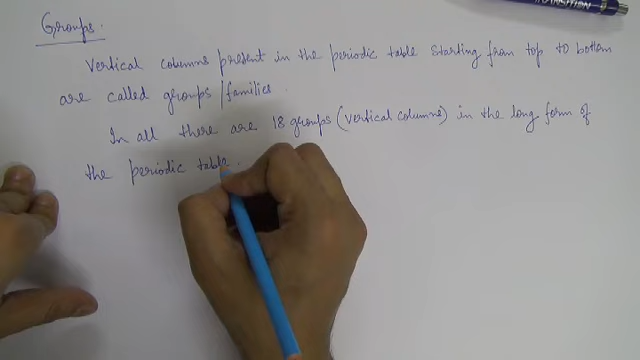 Groups.
Vertical columns present in the periodic table starting from top to bottom
are called groups/families.
In all there are 18 groups (vertical columns) in the long form of
the periodic table.
TRANSITION